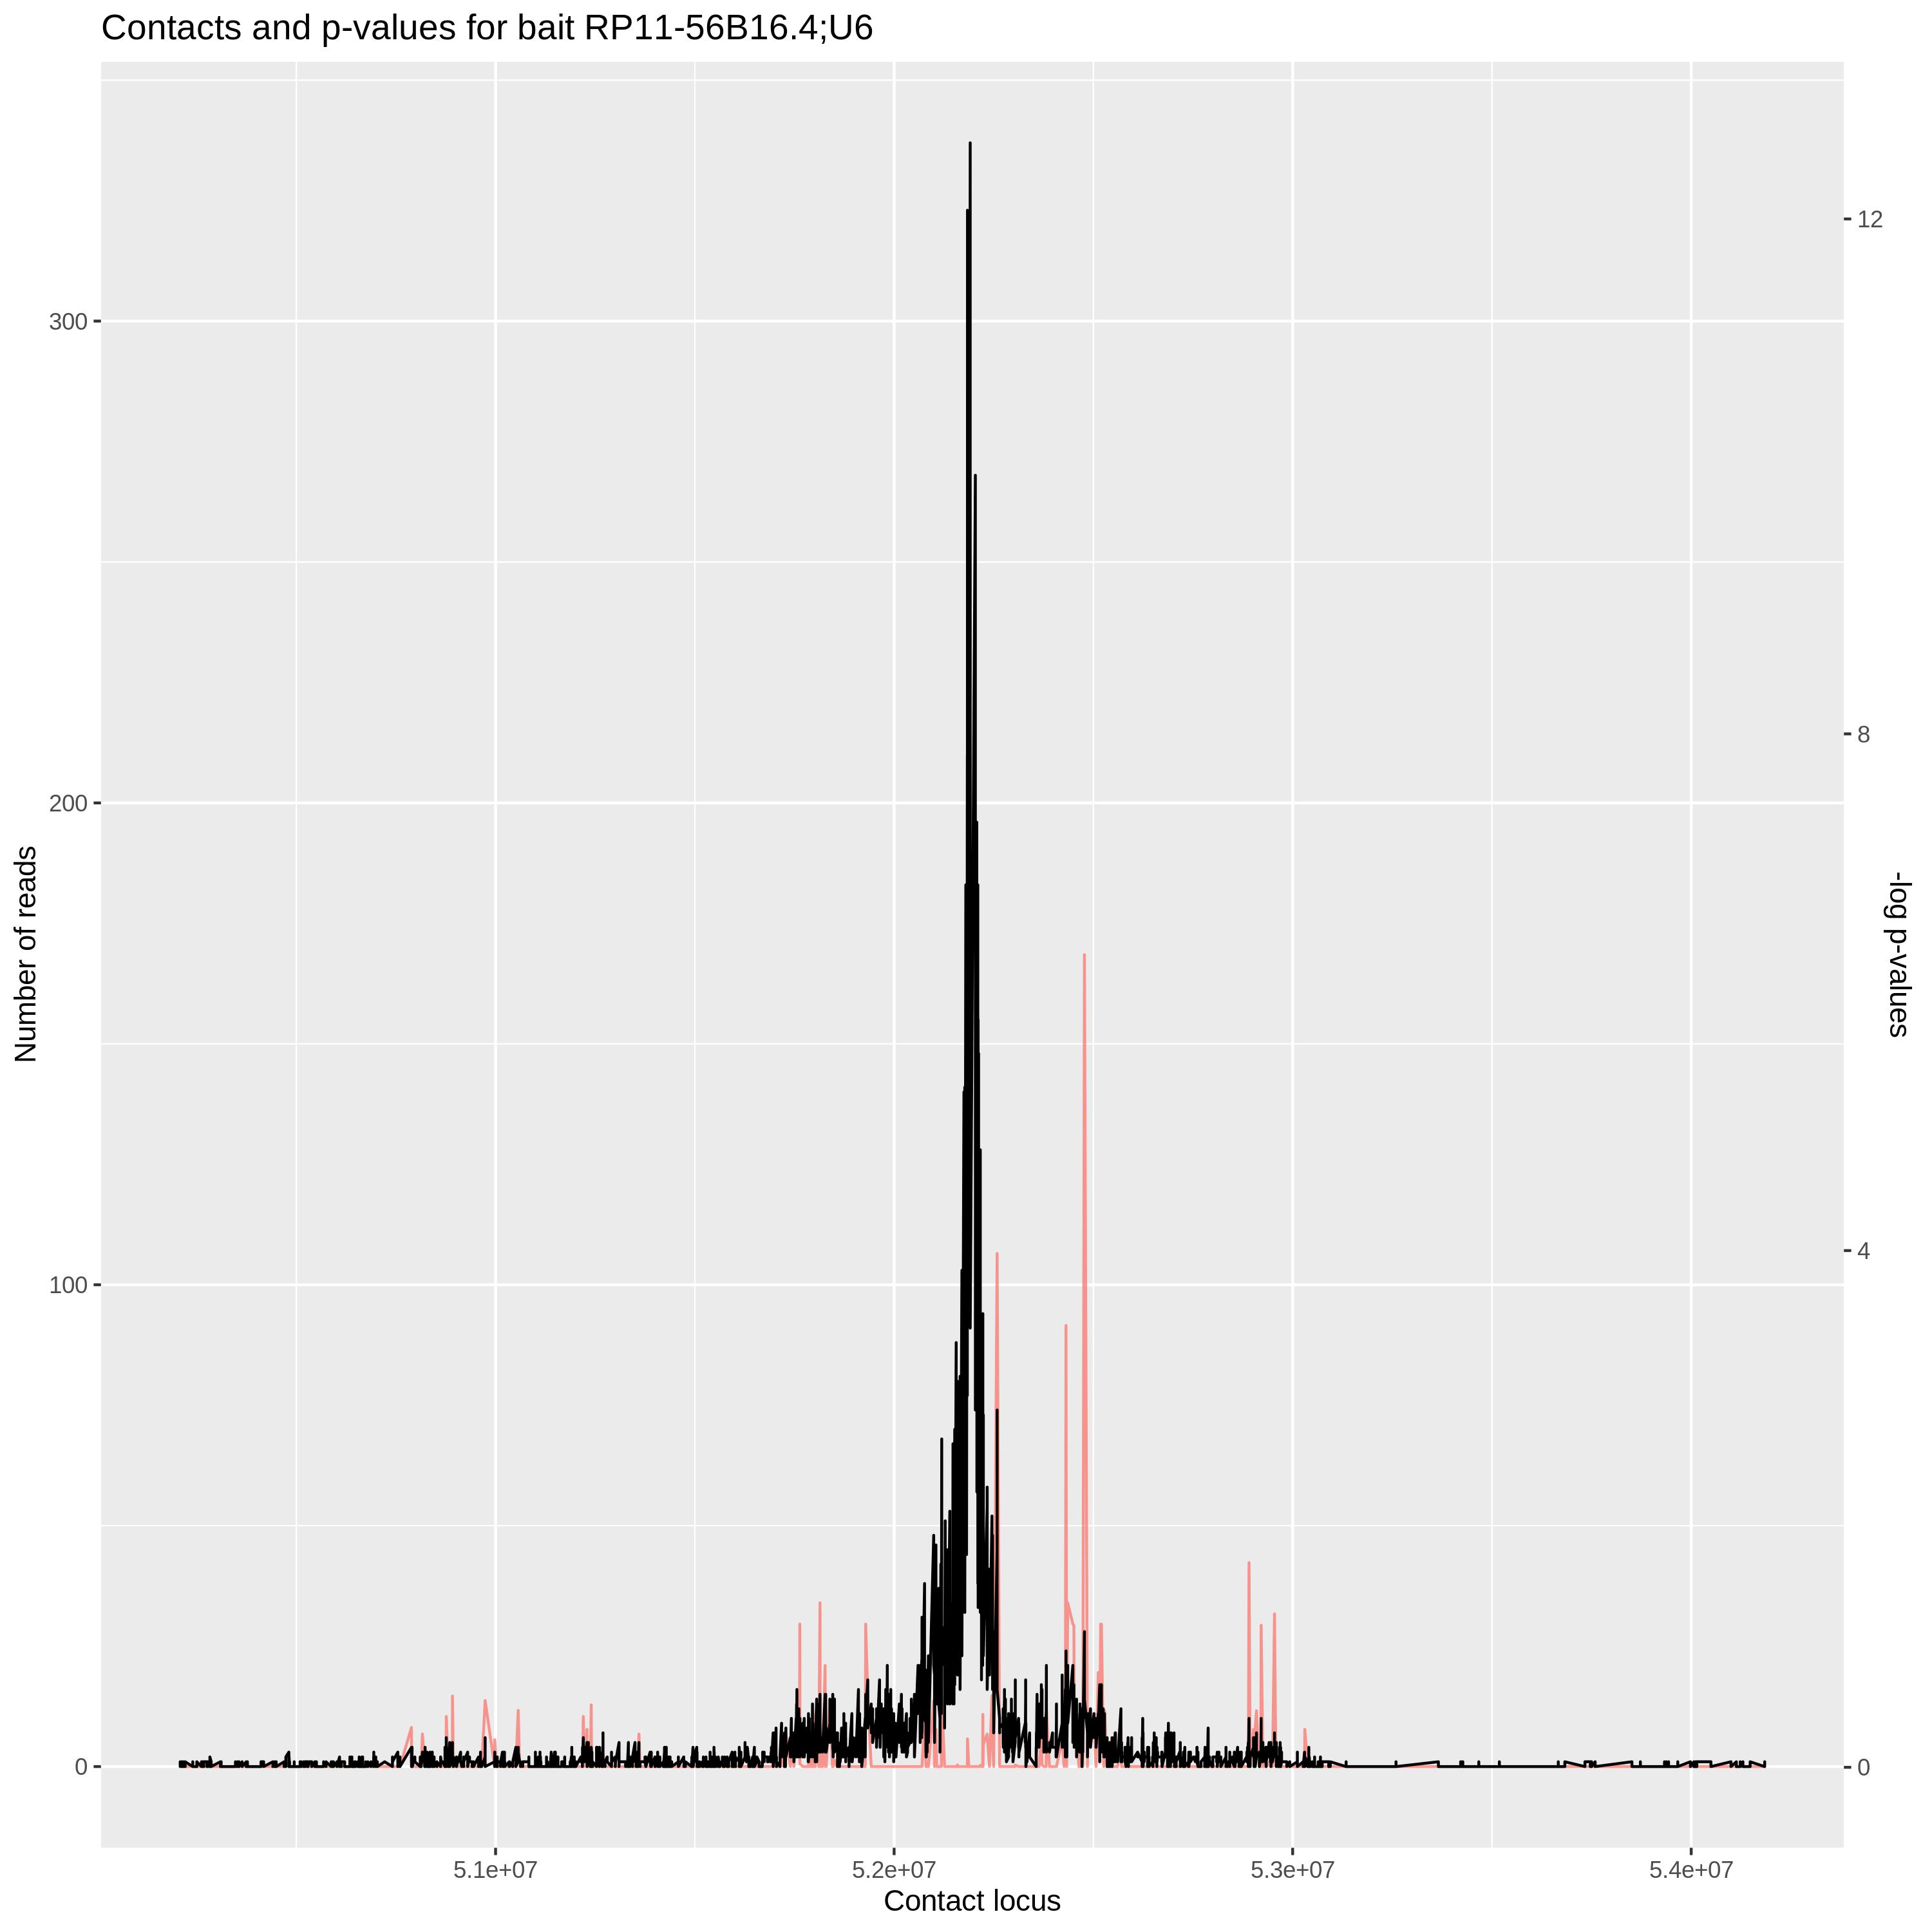 Contacts and p-values for bait RP11-56B16.4;U6
300
200
100
0
12
8
4
0
Number of reads
-log p-values
5.1e+07
5.2e+07
5.3e+07
5.4e+07
Contact locus